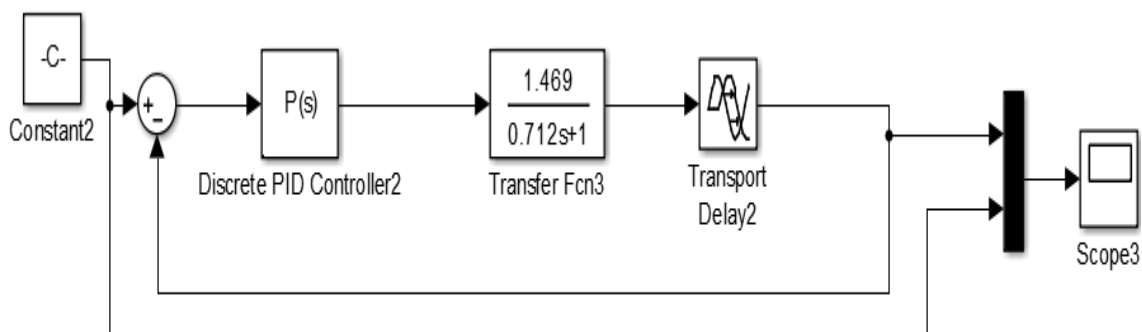 -C-
Constant2
+
−
P(s)
Discrete PID Controller2
1.469
0.712s+1
Transfer Fcn3
Transport
Delay2
Scope3